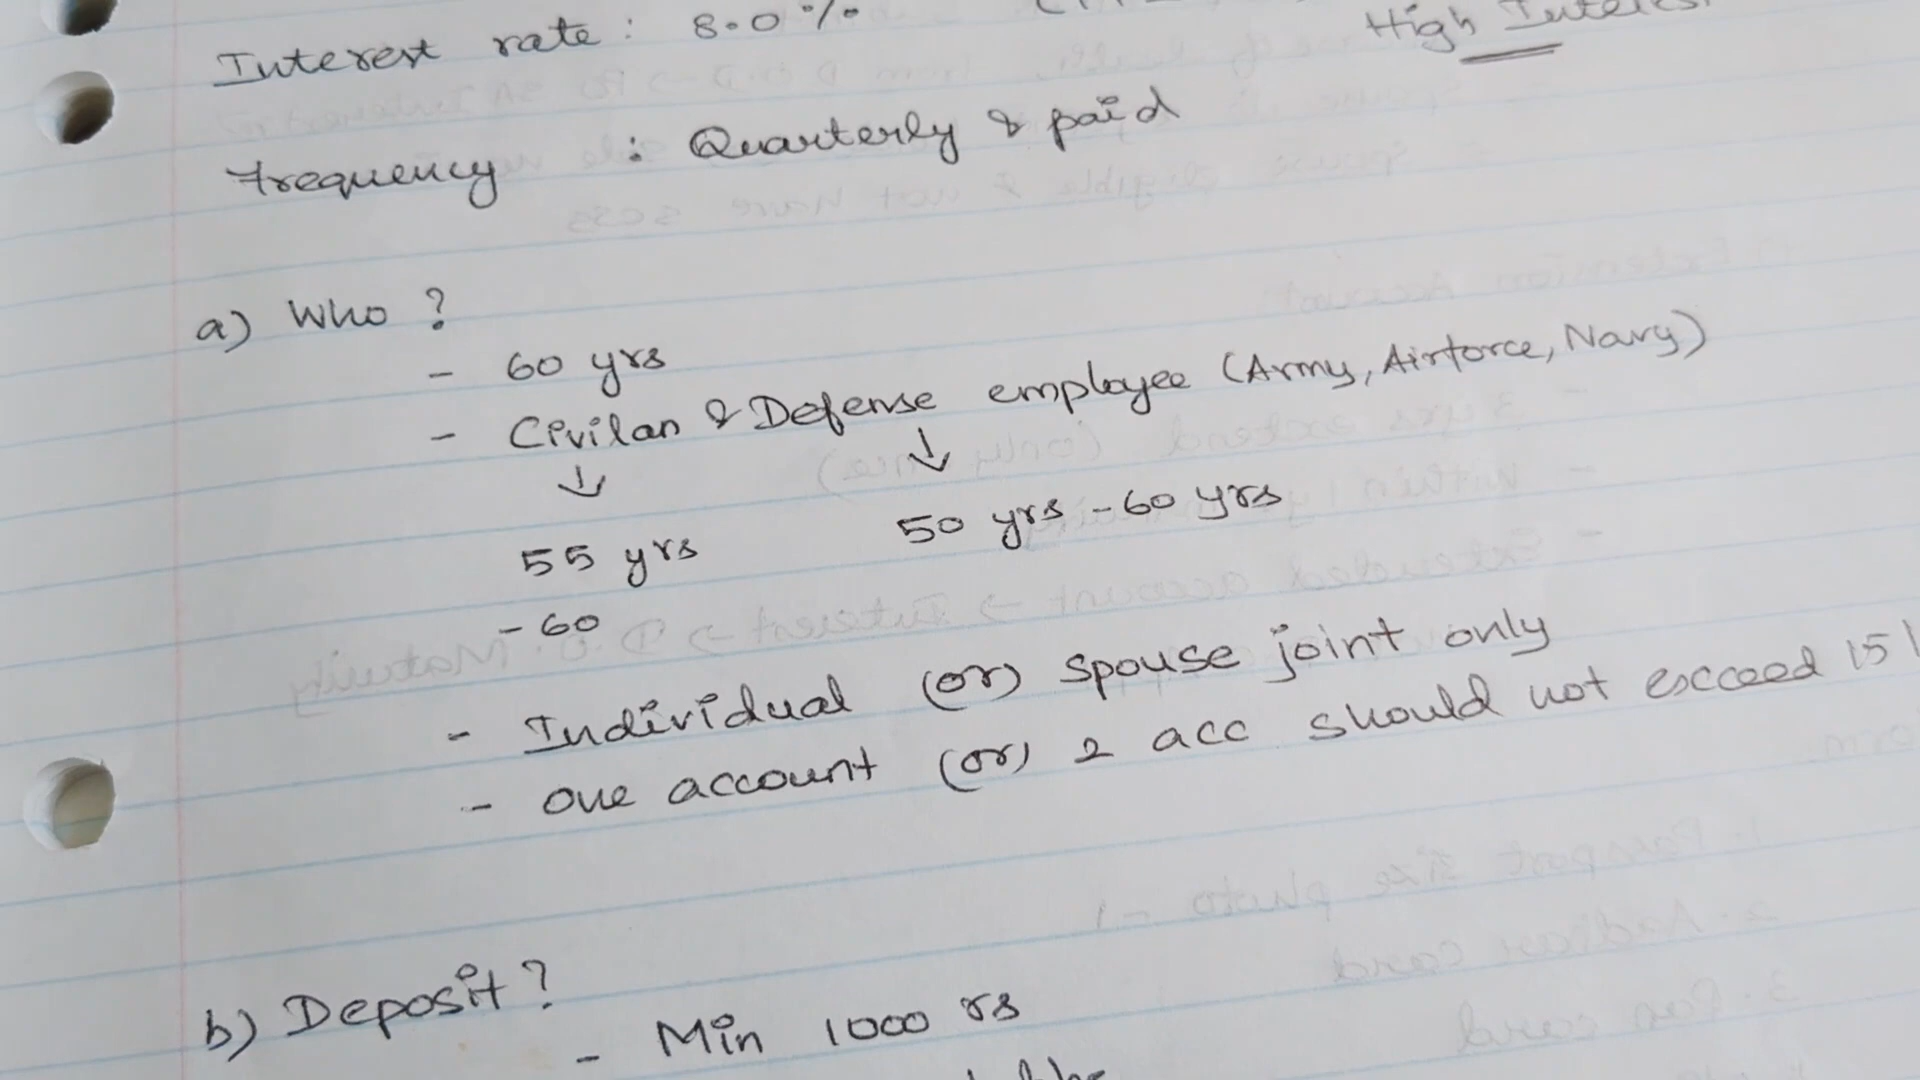 Interest rate : 8.0%
High Interest
Frequency : Quarterly & paid
a) Who ?
- 60 yrs
- Civilan & Defense employee (Army, Airforce, Navy)
↓ ↓
55 yrs 50 yrs - 60 yrs
- 60
- Individual (or) spouse joint only
- one account (or) 2 acc should not exceed 15
b) Deposit ?
- Min 1000 rs